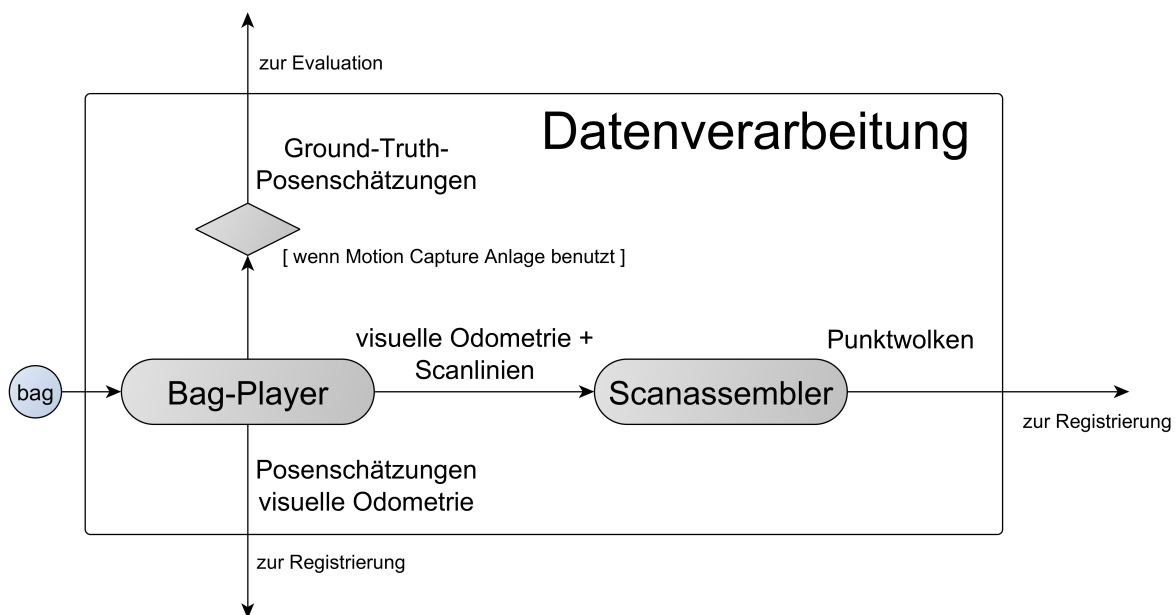 zur Evaluation
Datenverarbeitung
Ground-Truth-
Posenschätzungen
[ wenn Motion Capture Anlage benutzt ]
visuelle Odometrie +
Scanlinien
Punktwolken
bag
Bag-Player
Scanassembler
zur Registrierung
Posenschätzungen
visuelle Odometrie
zur Registrierung